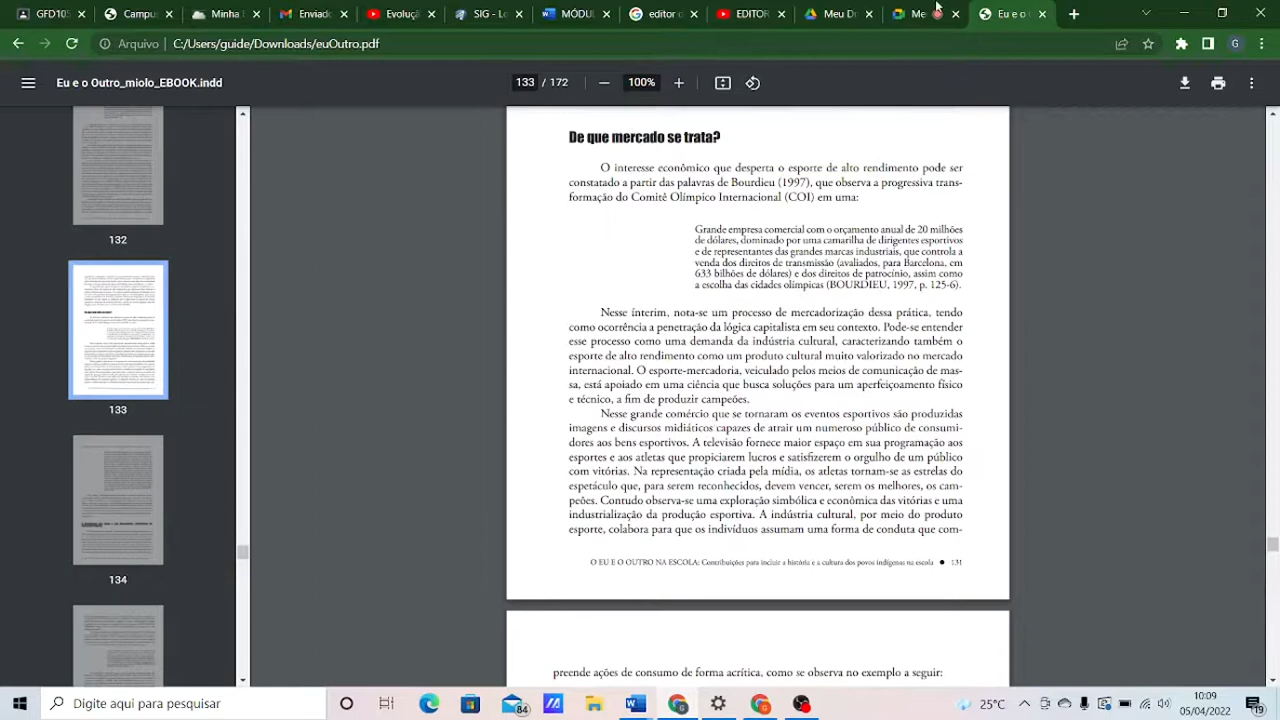 GFD10
Campus
Minha
Emenda
Evoluçã
SIG - Lo
MÓDUL
editor d
EDITOR
Meu Dr
Me
Eu e o
Arquivo | C:/Users/guide/Downloads/euOutro.pdf
Eu e o Outro_miolo_EBOOK.indd
133 / 172
100%
132
133
134
De que mercado se trata?
O interesse econômico que desperta o esporte de alto rendimento pode ser
constatado a partir das palavras de Bourdieu (1997), que observa a progressiva trans-
formação do Comitê Olímpico Internacional (COI) em uma:
Grande empresa comercial com o orçamento anual de 20 milhões
de dólares, dominado por uma camarilha de dirigentes esportivos
e de representantes das grandes marcas industriais, que controla a
venda dos direitos de transmissão (avaliados, para Barcelona, em
633 bilhões de dólares) e dos direitos de patrocínio, assim como
a escolha das cidades olímpicas (BOURDIEU, 1997, p. 125-6).
Nesse ínterim, nota-se um processo de mercadorização dessa prática, tendo
como ocorrência a penetração da lógica capitalista em seu contexto. Pode-se entender
esse processo como uma demanda da indústria cultural, caracterizando também o
esporte de alto rendimento como um produto cultural muito valorizado no mercado
internacional. O esporte-mercadoria, veiculado pelos meios de comunicação de mas-
sa, está apoiado em uma ciência que busca soluções para um aperfeiçoamento físico
e técnico, a fim de produzir campeões.
Nesse grande comércio que se tornaram os eventos esportivos são produzidas
imagens e discursos midiáticos capazes de atrair um numeroso público de consumi-
dores aos bens esportivos. A televisão fornece maior espaço em sua programação aos
esportes e aos atletas que propiciarem lucros e satisfizerem o orgulho de um público
com vitórias. Na representação criada pela mídia, os atletas tornam-se as estrelas do
espetáculo que, para serem reconhecidos, devem vencer, serem os melhores, os cam-
peões. Contudo observa-se uma exploração simbólica e econômica das vitórias e uma
industrialização da produção esportiva. A indústria cultural, por meio do produto
esporte, colabora para que os indivíduos assumam uma forma de conduta que com-
O EU E O OUTRO NA ESCOLA: Contribuições para incluir a história e a cultura dos povos indígenas na escola ● 131
preende ações de consumo de forma acrítica, como se observa no exemplo a seguir:
Digite aqui para pesquisar
84
25°C
10:09
05/04/2022